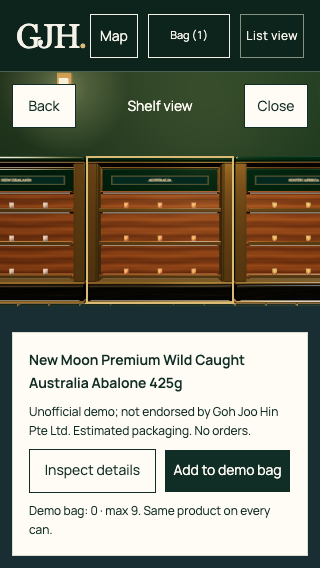 GJH.
Map
Bag (1)
List view
Back
Shelf view
Close
AUSTRALIA
New Moon Premium Wild Caught
Australia Abalone 425g
Unofficial demo; not endorsed by Goh Joo Hin
Pte Ltd. Estimated packaging. No orders.
Inspect details
Add to demo bag
Demo bag: 0 · max 9. Same product on every
can.